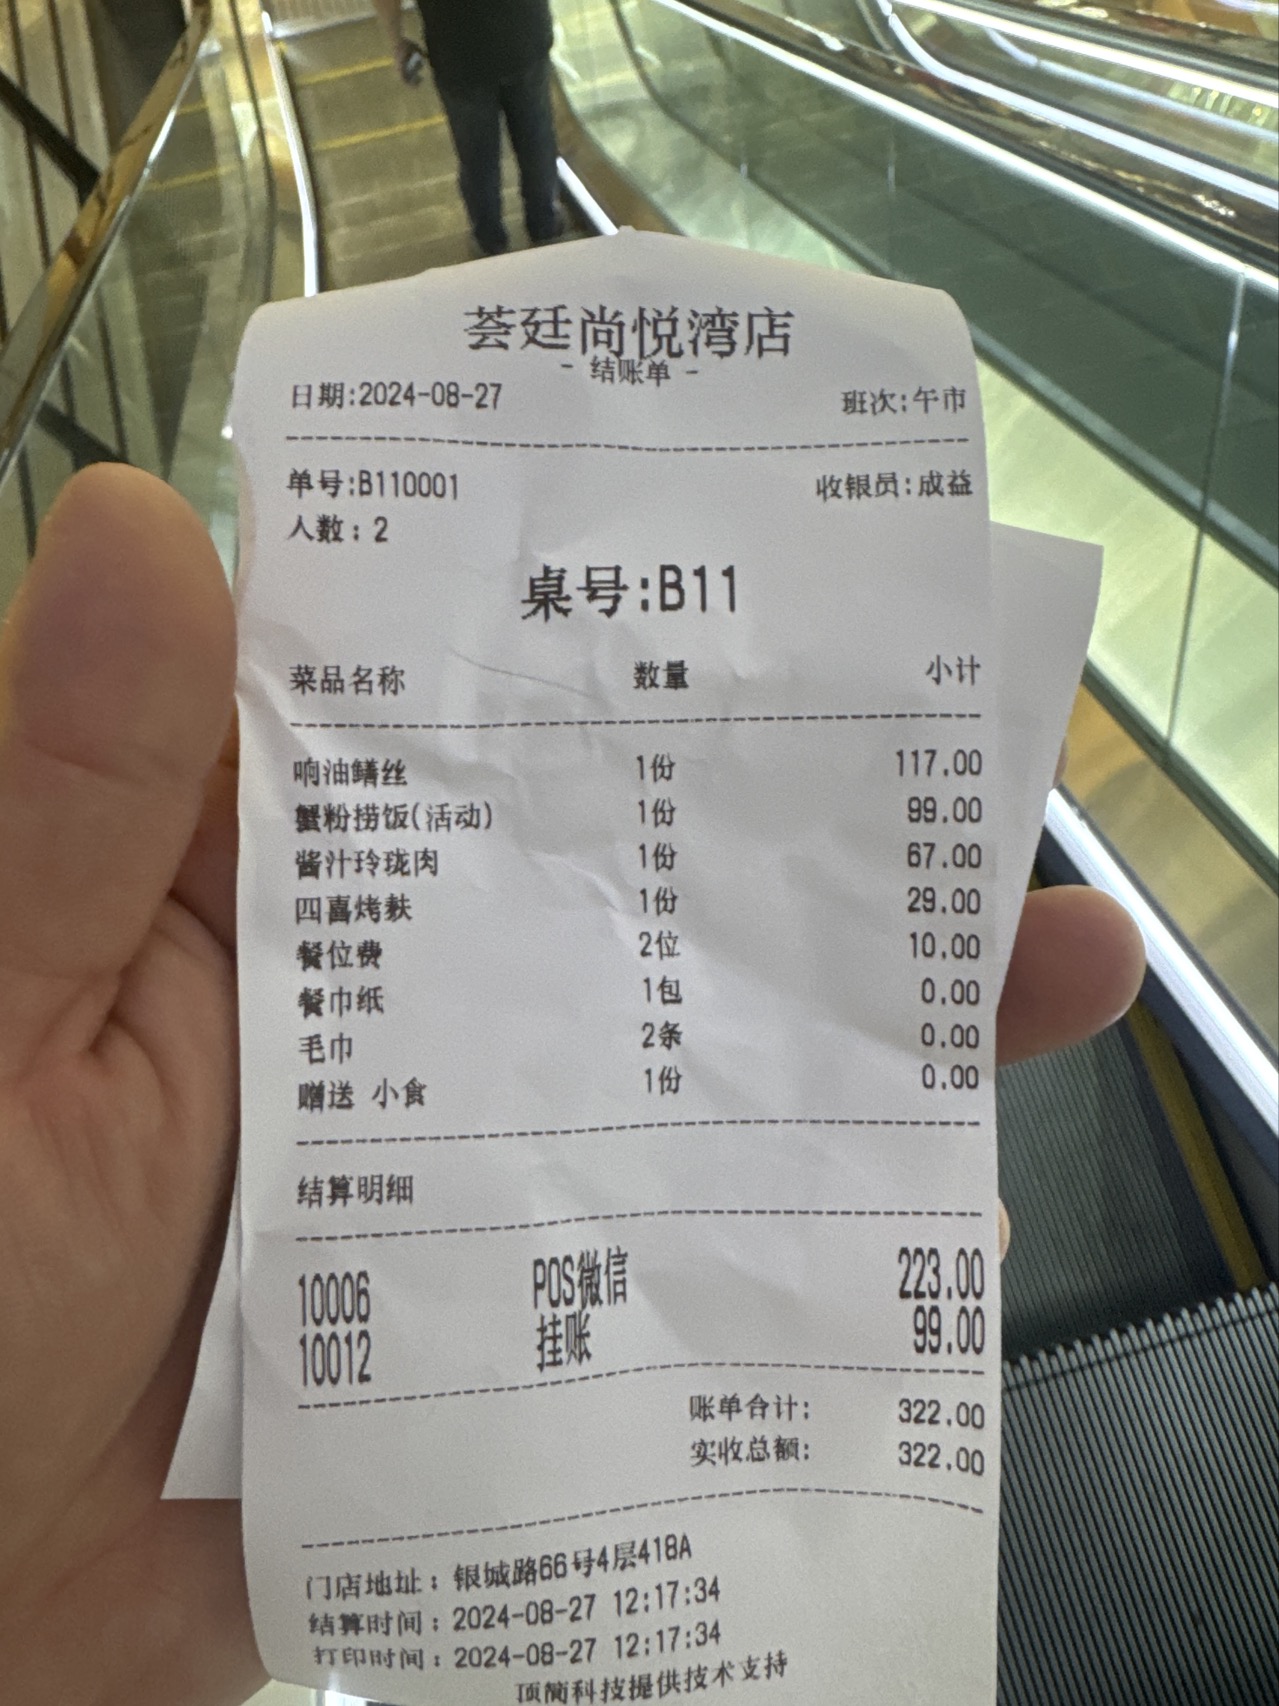 荟廷尚悦湾店
- 结账单 -
日期:2024-08-27 班次:午市
单号:B110001 收银员:成益
人数: 2
桌号:B11
菜品名称 数量 小计
响油鳝丝 1份 117.00
蟹粉捞饭(活动) 1份 99.00
酱汁玲珑肉 1份 67.00
四喜烤麸 1份 29.00
餐位费 2位 10.00
餐巾纸 1包 0.00
毛巾 2条 0.00
赠送 小食 1份 0.00
结算明细
10006 POS微信 223.00
10012 挂账 99.00
账单合计: 322.00
实收总额: 322.00
门店地址: 银城路66号4层418A
结算时间: 2024-08-27 12:17:34
打印时间: 2024-08-27 12:17:34
顶简科技提供技术支持